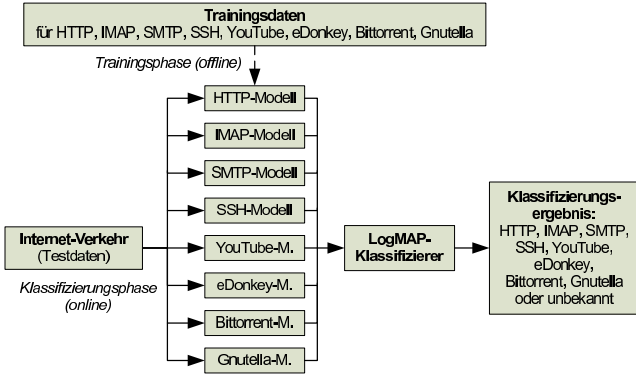 Trainingsdaten
für HTTP, IMAP, SMTP, SSH, YouTube, eDonkey, Bittorrent, Gnutella
Trainingsphase (offline)
HTTP-Modell
IMAP-Modell
SMTP-Modell
SSH-Modell
YouTube-M.
eDonkey-M.
Bittorrent-M.
Gnutella-M.
Internet-Verkehr
(Testdaten)
Klassifizierungsphase
(online)
LogMAP-
Klassifizierer
Klassifizierungs-
ergebnis:
HTTP, IMAP, SMTP,
SSH, YouTube,
eDonkey,
Bittorrent, Gnutella
oder unbekannt